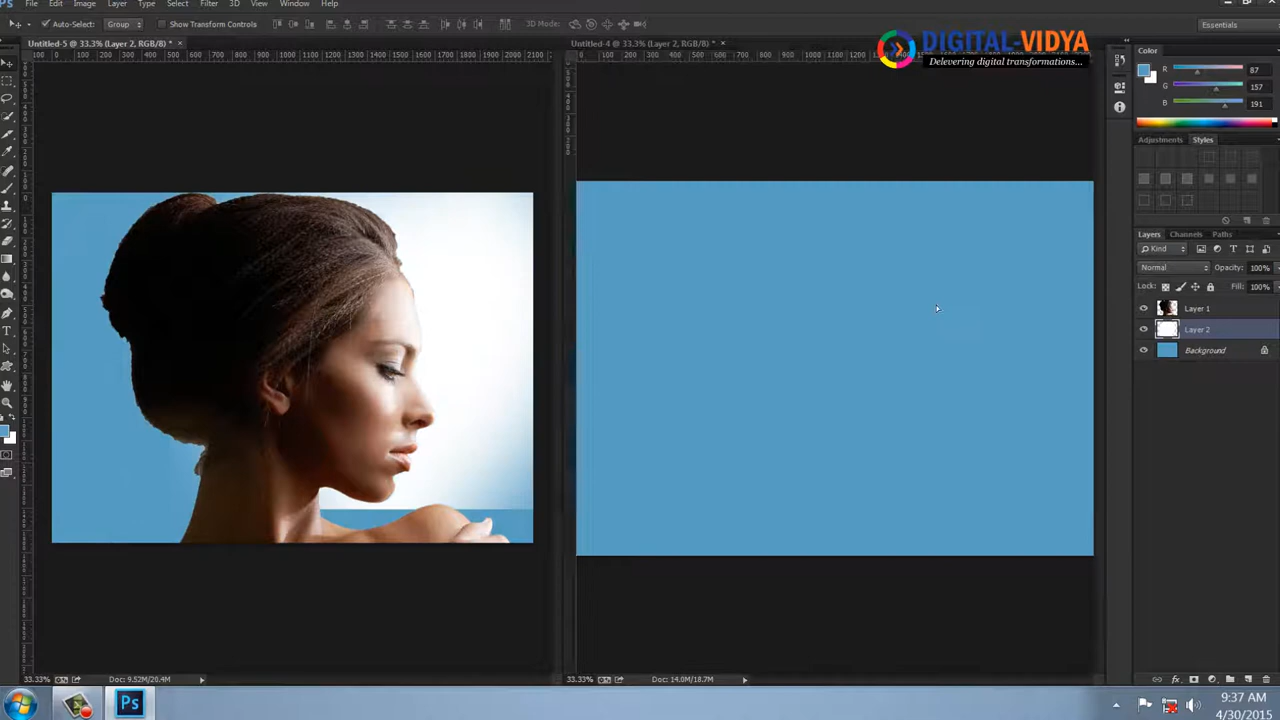 Ps File Edit Image Layer Type Select Filter 3D View Window Help
Auto-Select: Group Show Transform Controls 3D Mode: Essentials
DIGITAL-VIDYA
Delevering digital transformations...
Untitled-5 @ 33.3% (Layer 2, RGB/8) * × Untitled-4 @ 33.3% (Layer 2, RGB/8) * ×
Color
R 87
G 157
B 191
Adjustments Styles
Layers Channels Paths
Kind
Normal Opacity: 100%
Lock: Fill: 100%
Layer 1
Layer 2
Background
33.33% Doc: 9.52M/20.4M 33.33% Doc: 14.0M/18.7M
Ps
9:37 AM
4/30/2015